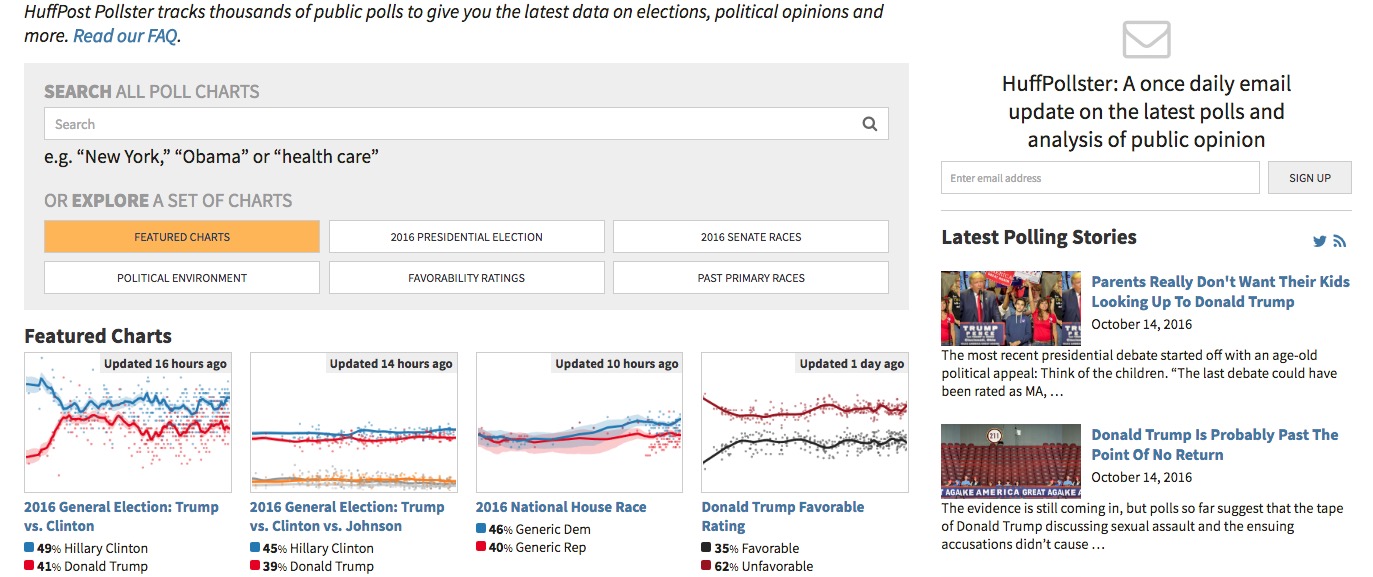 HuffPost Pollster tracks thousands of public polls to give you the latest data on elections, political opinions and
more. Read our FAQ.
SEARCH ALL POLL CHARTS
Search
e.g. “New York,” “Obama” or “health care”
OR EXPLORE A SET OF CHARTS
FEATURED CHARTS
2016 PRESIDENTIAL ELECTION
2016 SENATE RACES
POLITICAL ENVIRONMENT
FAVORABILITY RATINGS
PAST PRIMARY RACES
Featured Charts
Updated 16 hours ago
2016 General Election: Trump
vs. Clinton
49% Hillary Clinton
41% Donald Trump
Updated 14 hours ago
2016 General Election: Trump
vs. Clinton vs. Johnson
45% Hillary Clinton
39% Donald Trump
Updated 10 hours ago
2016 National House Race
46% Generic Dem
40% Generic Rep
Updated 1 day ago
Donald Trump Favorable
Rating
35% Favorable
62% Unfavorable
HuffPollster: A once daily email
update on the latest polls and
analysis of public opinion
Enter email address
SIGN UP
Latest Polling Stories
TRUMP
PENCE
Parents Really Don't Want Their Kids
Looking Up To Donald Trump
October 14, 2016
The most recent presidential debate started off with an age-old
political appeal: Think of the children. “The last debate could have
been rated as MA, …
211
AGAIN
MAKE AMERICA GREAT AGAIN
Donald Trump Is Probably Past The
Point Of No Return
October 14, 2016
The evidence is still coming in, but polls so far suggest that the tape
of Donald Trump discussing sexual assault and the ensuing
accusations didn’t cause …